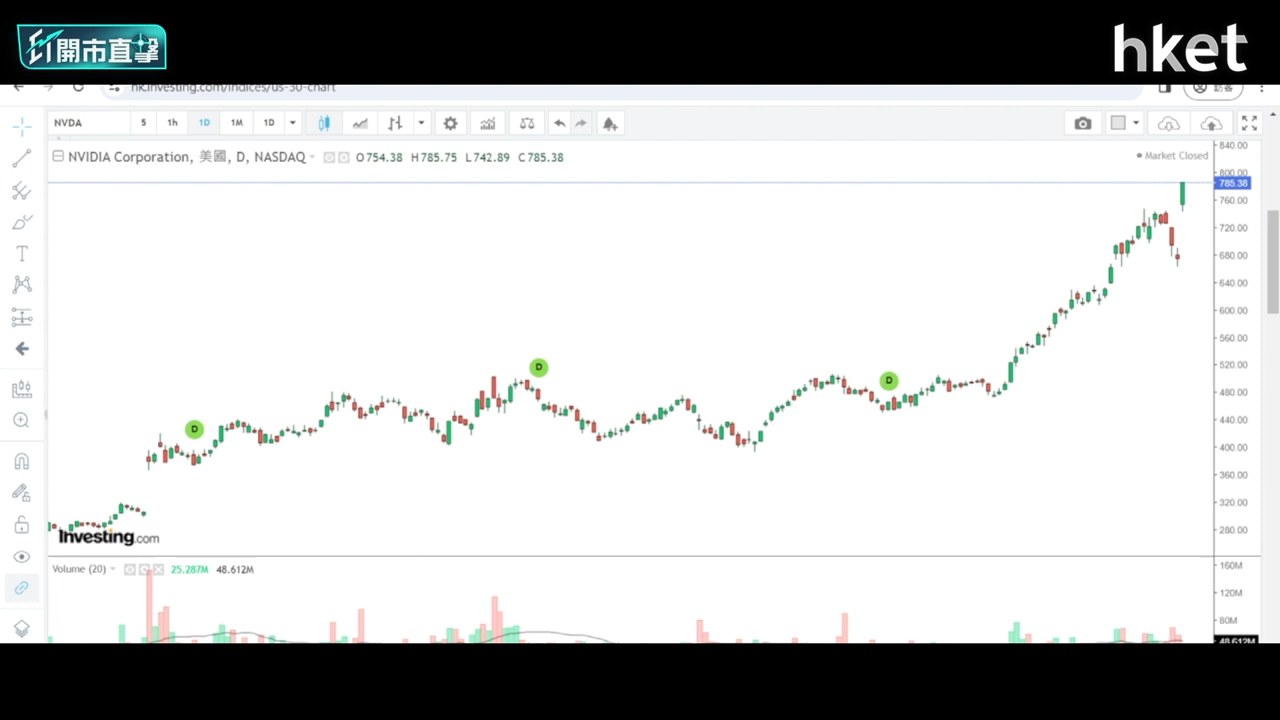 開市直擊
hket
hk.investing.com/indices/us-30-chart
訪客
NVDA 5 1h 1D 1M 1D
NVIDIA Corporation, 美國, D, NASDAQ O754.38 H785.75 L742.89 C785.38
Market Closed
840.00
800.00
785.38
760.00
720.00
680.00
640.00
600.00
560.00
520.00
480.00
440.00
400.00
360.00
320.00
280.00
D
D
D
Investing.com
Volume (20) 25.287M 48.612M
160M
120M
80M
48.612M